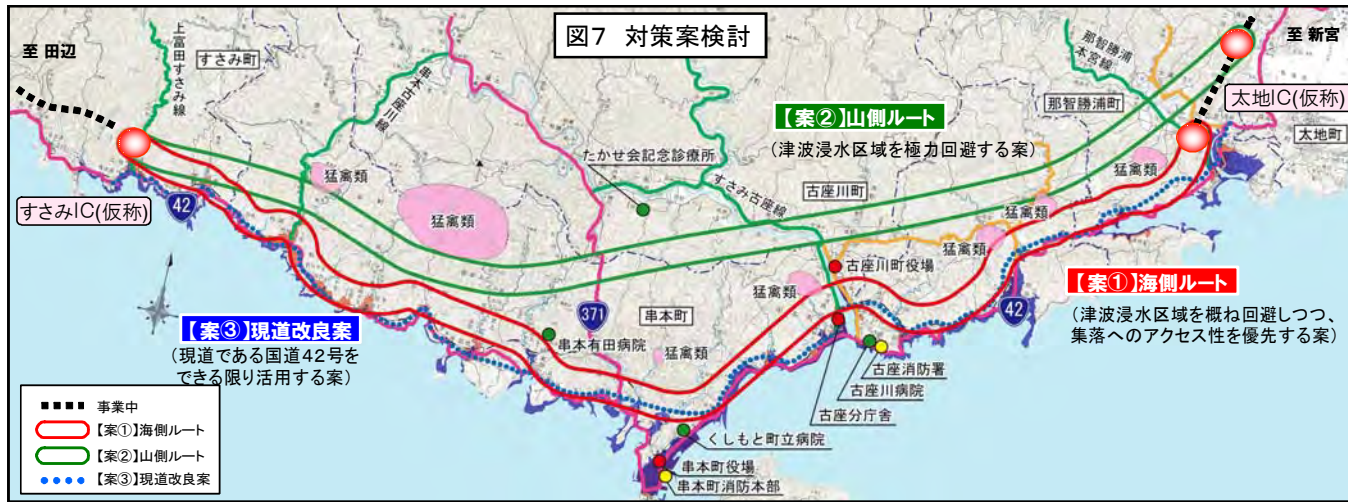 図7 対策案検討
至 田辺
上富田すさみ線
すさみ町
串本古座川線
那智勝浦本宮線
至 新宮
太地IC(仮称)
那智勝浦町
太地町
【案②】山側ルート
(津波浸水区域を極力回避する案)
たかせ会記念診療所
猛禽類
猛禽類
猛禽類
猛禽類
猛禽類
猛禽類
猛禽類
すさみ古座線
古座川町
すさみIC(仮称)
42
古座川町役場
【案①】海側ルート
(津波浸水区域を概ね回避しつつ、
集落へのアクセス性を優先する案)
42
371
串本町
【案③】現道改良案
(現道である国道42号を
できる限り活用する案)
串本有田病院
古座消防署
古座川病院
古座分庁舎
くしもと町立病院
串本町役場
串本町消防本部
事業中
【案①】海側ルート
【案②】山側ルート
【案③】現道改良案